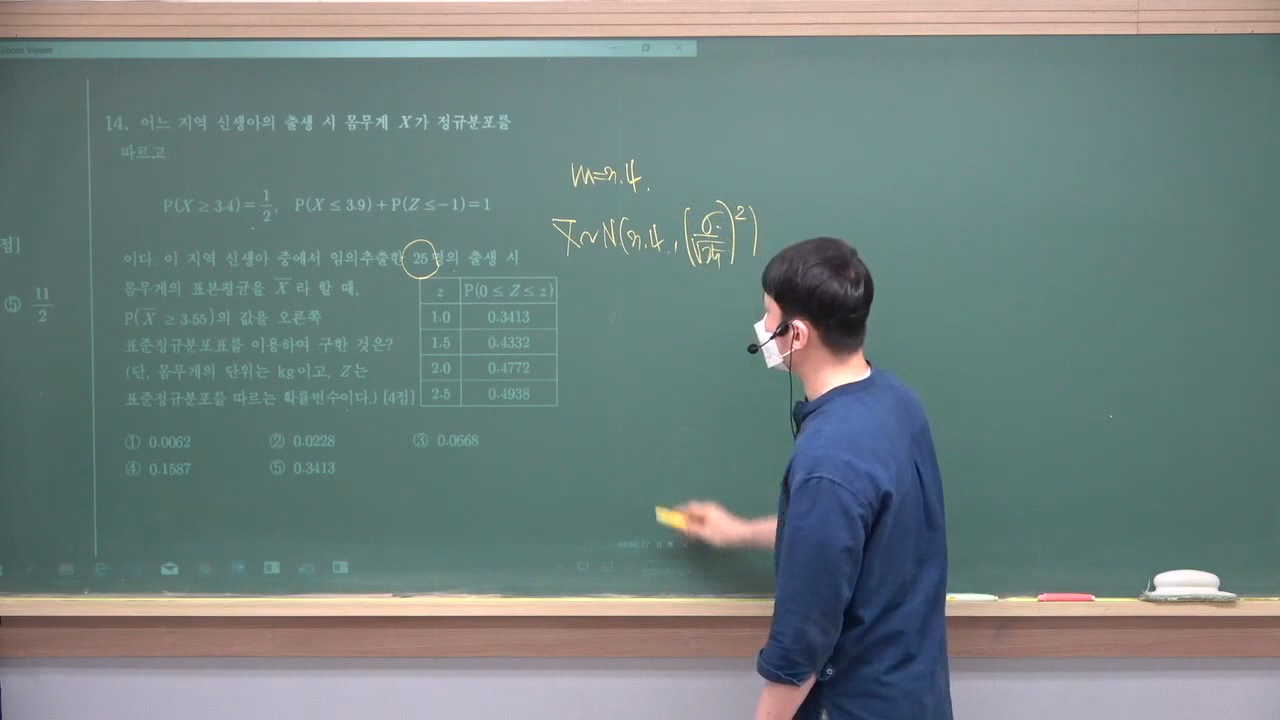 14. 어느 지역 신생아의 출생 시 몸무게 X가 정규분포를
따르고
P(X ≥ 3.4) = 1/2, P(X ≤ 3.9) + P(Z ≤ -1) = 1
이다. 이 지역 신생아 중에서 임의추출한 25명의 출생 시
몸무게의 표본평균을 X̅라 할 때,
P(X̅ ≥ 3.55)의 값을 오른쪽
표준정규분포표를 이용하여 구한 것은?
(단, 몸무게의 단위는 kg이고, Z는
표준정규분포를 따르는 확률변수이다.) [4점]
z P(0 ≤ Z ≤ z)
1.0 0.3413
1.5 0.4332
2.0 0.4772
2.5 0.4938
① 0.0062 ② 0.0228 ③ 0.0668
④ 0.1587 ⑤ 0.3413
점]
⑤ 11/2
m=3.4.
X̅~N(3.4, (σ/√25)²)